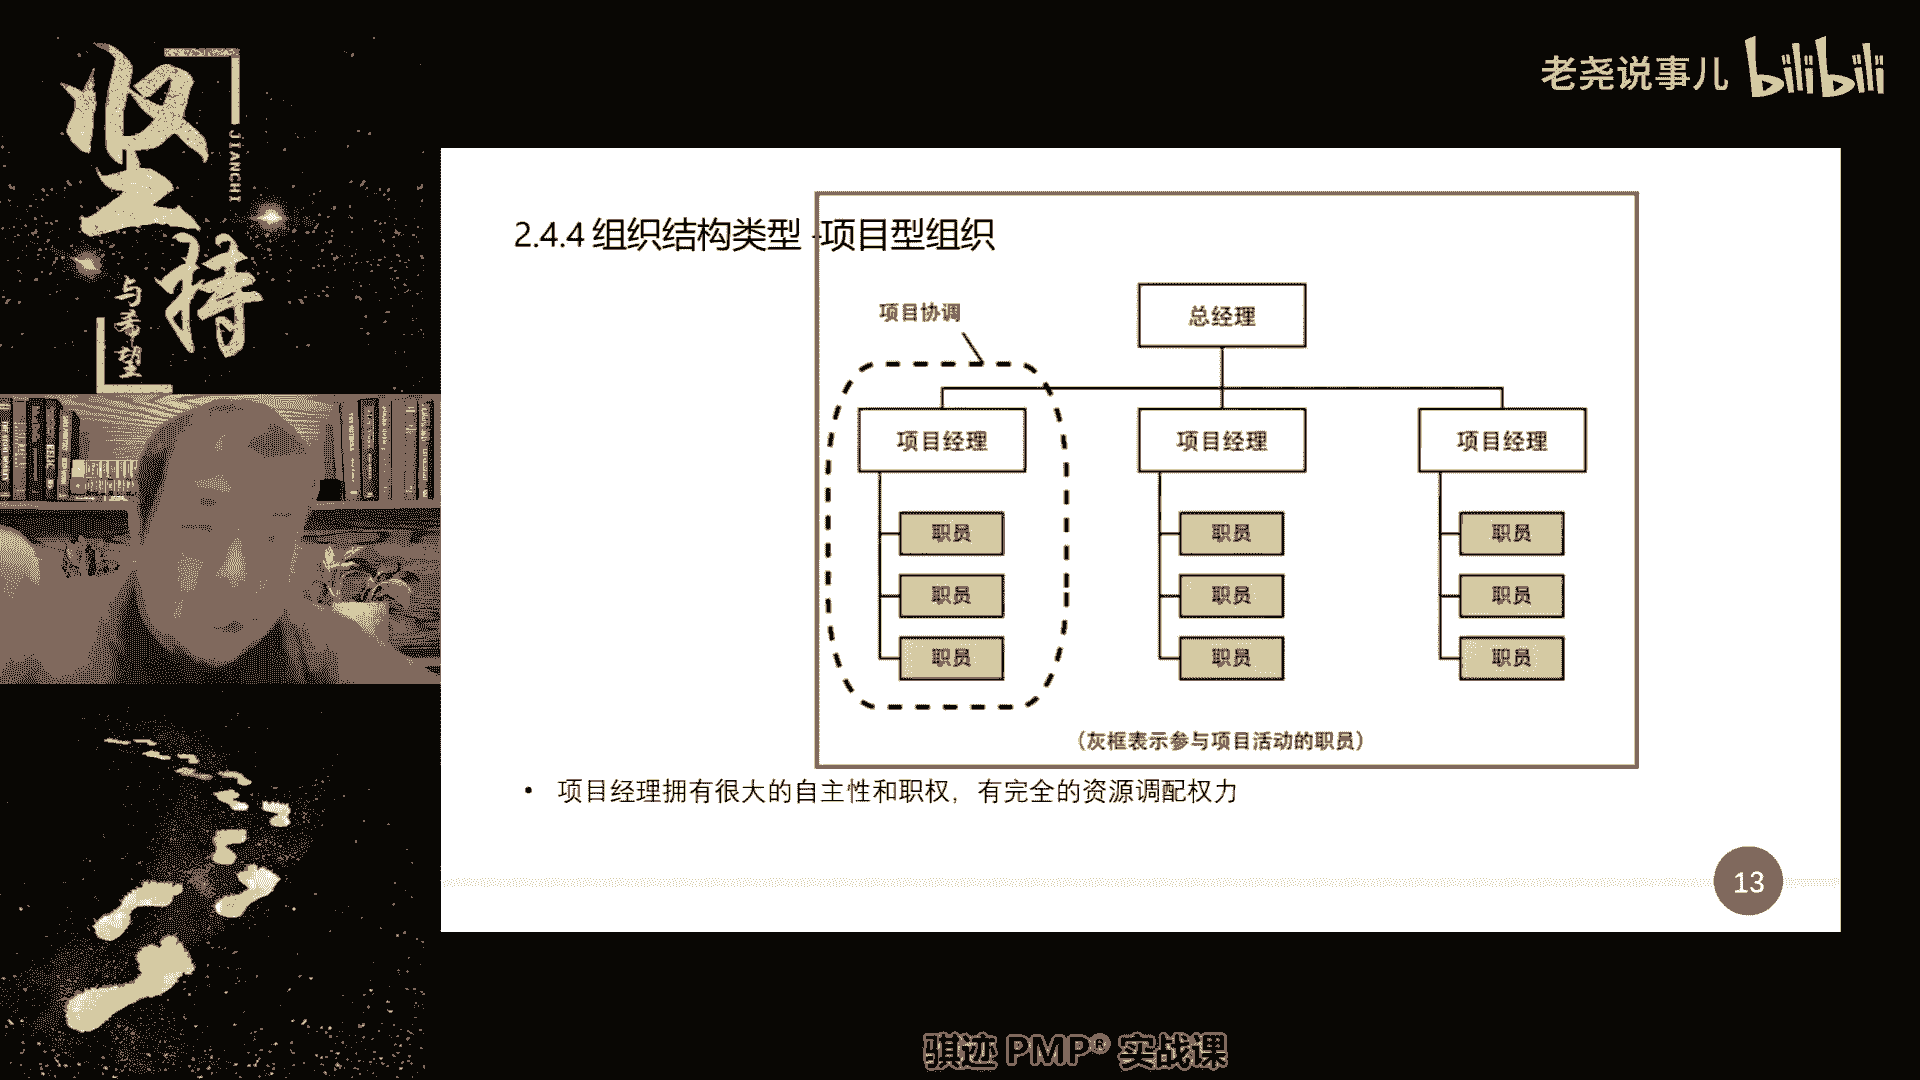 坚持
JIANCHI
与希望
老尧说事儿 bilibili
2.4.4 组织结构类型 -项目型组织
项目协调
总经理
项目经理 项目经理 项目经理
职员 职员 职员
职员 职员 职员
职员 职员 职员
(灰框表示参与项目活动的职员)
• 项目经理拥有很大的自主性和职权，有完全的资源调配权力
13
骐迹 PMP® 实战课